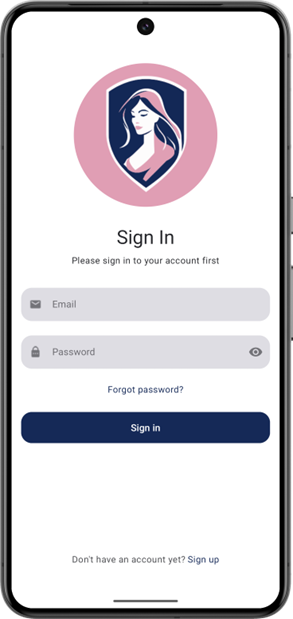 Sign In
Please sign in to your account first
Email
Password
Forgot password?
Sign in
Don't have an account yet? Sign up